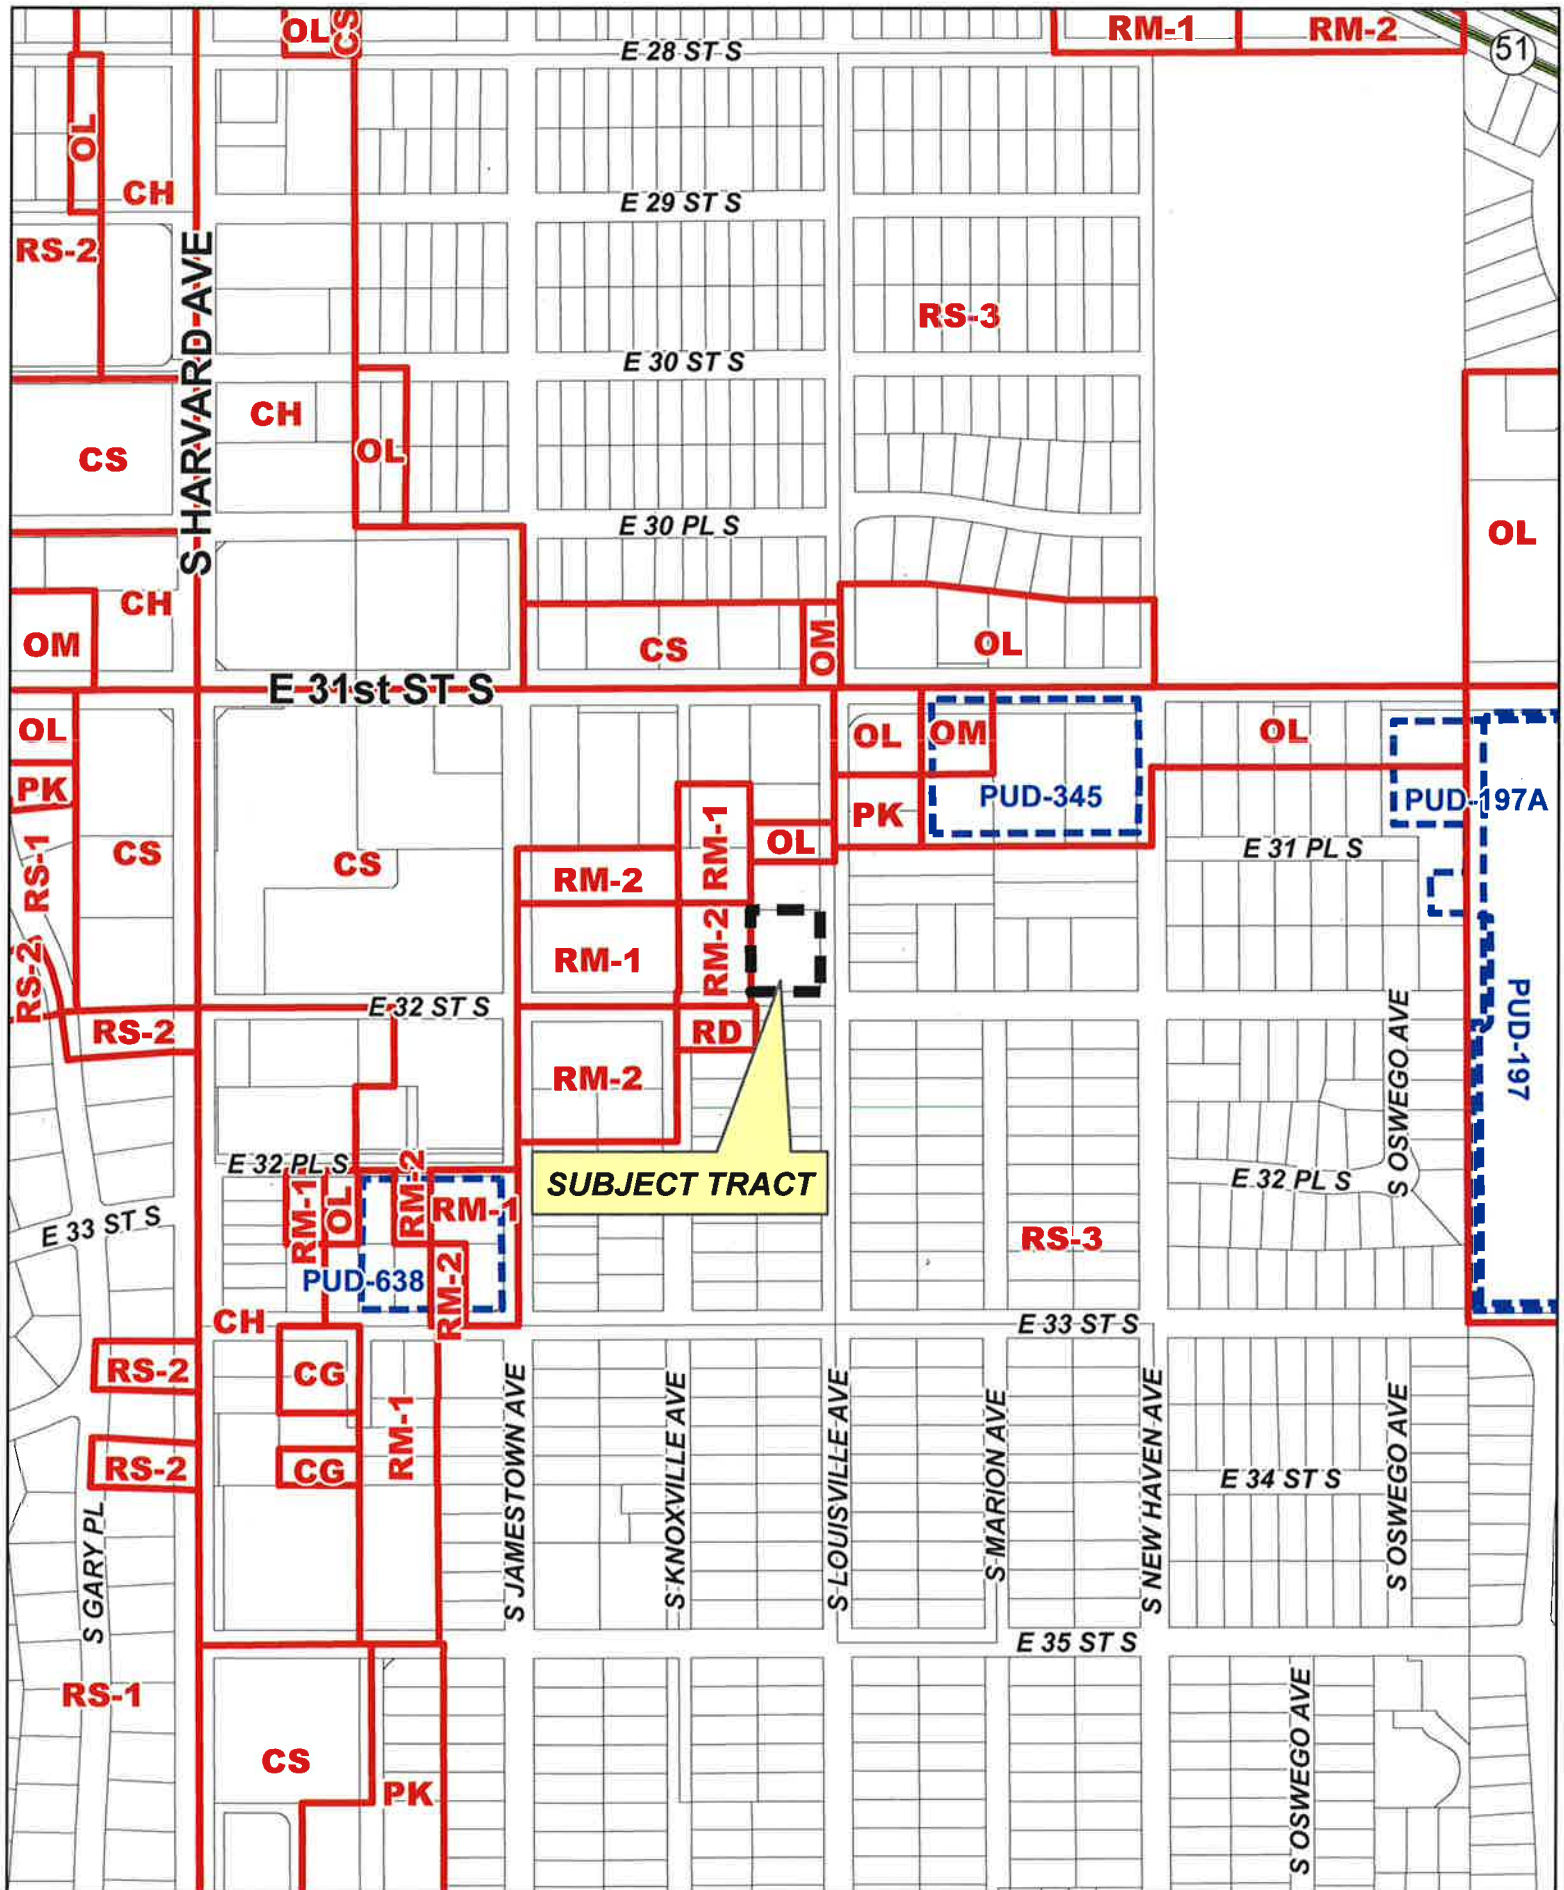 OL
CS
RM-1
RM-2
51
E 28 ST S
OL
CH
E 29 ST S
RS-2
S HARVARD AVE
RS-3
E 30 ST S
CH
OL
CS
E 30 PL S
OL
CH
OM
CS
OM
OL
E 31st ST S
OL
OL
OM
OL
PK
PUD-345
PUD-197A
PK
RM-1
OL
E 31 PL S
RS-1
CS
CS
RM-2
RM-1
RM-2
RS-2
E 32 ST S
RS-2
RD
RM-2
S OSWEGO AVE
PUD-197
E 32 PL S
RM-2
SUBJECT TRACT
E 32 PL S
RM-1
OL
RM-1
E 33 ST S
RS-3
PUD-638
RM-2
CH
E 33 ST S
RS-2
CG
RM-1
S JAMESTOWN AVE
S KNOXVILLE AVE
S LOUISVILLE AVE
S MARION AVE
S NEW HAVEN AVE
S OSWEGO AVE
RS-2
CG
E 34 ST S
S GARY PL
E 35 ST S
RS-1
S OSWEGO AVE
CS
PK